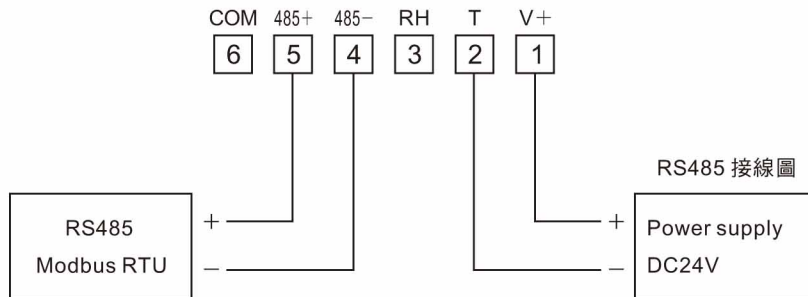 COM 485+ 485− RH T V+
6 5 4 3 2 1
RS485 接線圖
RS485
Modbus RTU
+
−
+
−
Power supply
DC24V